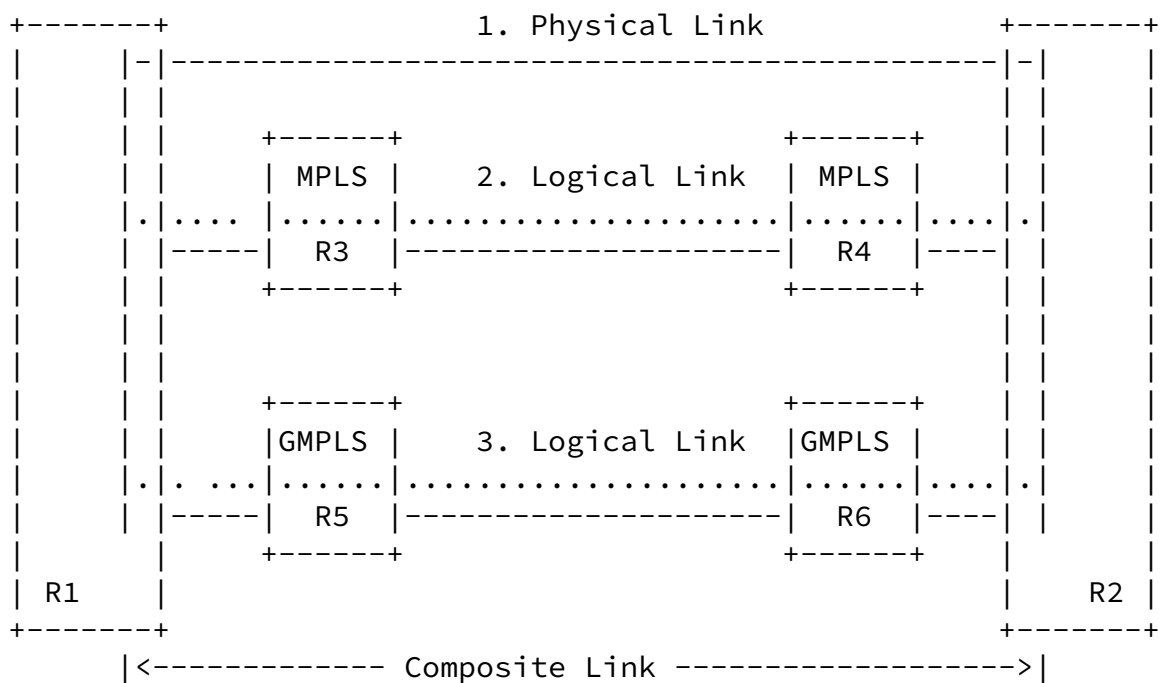 1. Physical Link
MPLS 2. Logical Link MPLS
R3 R4
GMPLS 3. Logical Link GMPLS
R5 R6
R1 R2
Composite Link